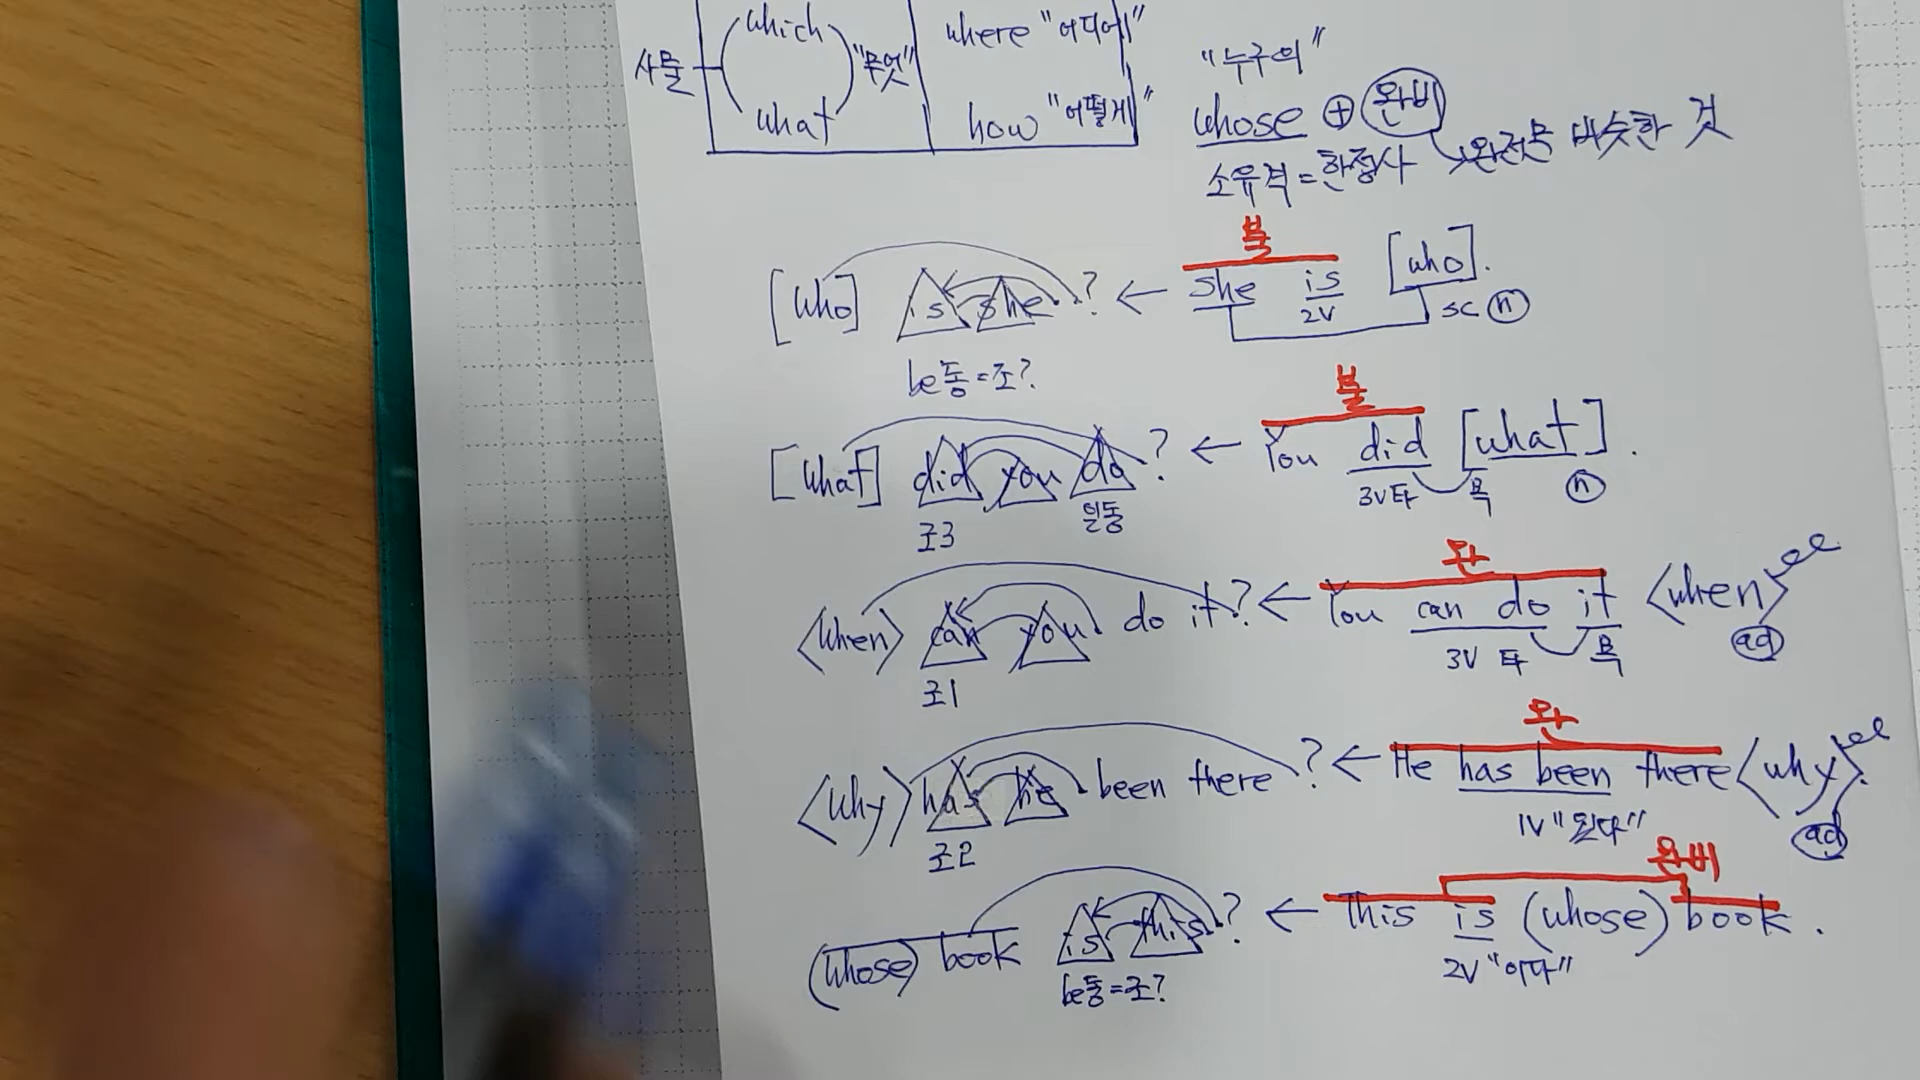 which where "어디에"
사물 "무엇" "누구의"
what how "어떻게" whose ⊕ 완비
소유격 = 한정사 완전문 비슷한 것
불
[who] is she ? ← She is [who].
2V SC ⓝ
be동=조?
불
[what] did you do ? ← You did [what].
조3 일동 3V타 목 ⓝ
완
<when> can you do it? ← You can do it <when>
조1 3V 타 목 ad
완
<why> has he been there ? ← He has been there <why>.
조2 1V "된다" ad
완비
(whose) book is this ? ← This is (whose) book.
be동=조? 2V "이다"